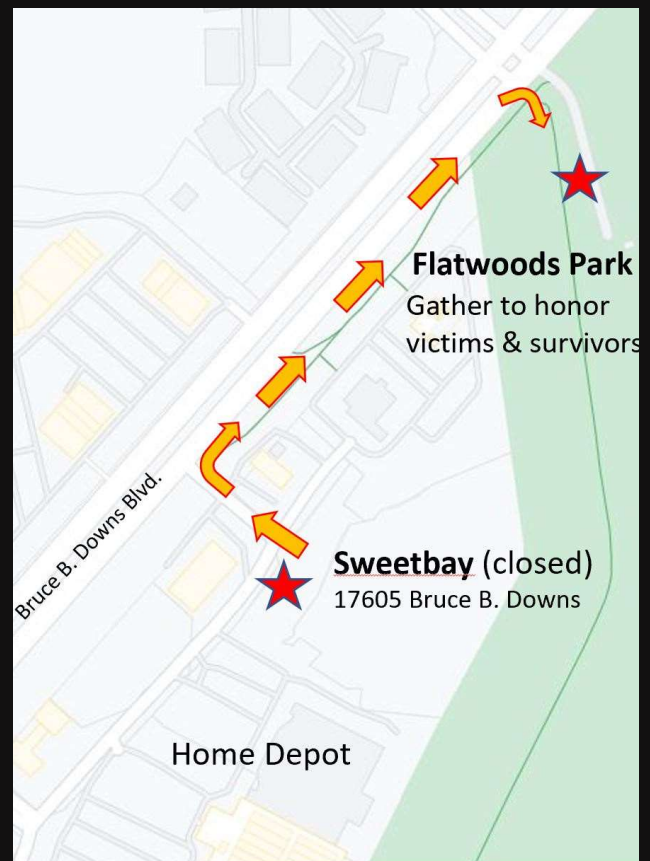 Flatwoods Park
Gather to honor
victims & survivors
Bruce B. Downs Blvd.
Sweetbay (closed)
17605 Bruce B. Downs
Home Depot